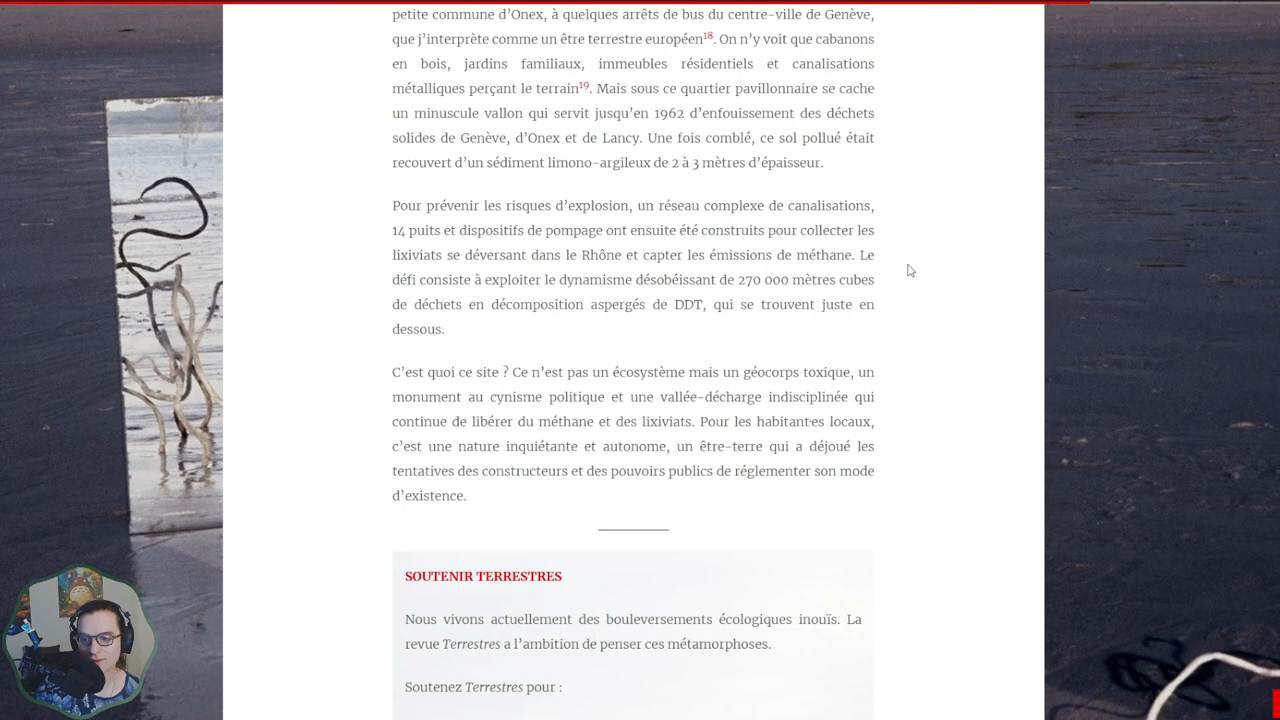 petite commune d’Onex, à quelques arrêts de bus du centre-ville de Genève,
que j’interprète comme un être terrestre européen18. On n’y voit que cabanons
en bois, jardins familiaux, immeubles résidentiels et canalisations
métalliques perçant le terrain19. Mais sous ce quartier pavillonnaire se cache
un minuscule vallon qui servit jusqu’en 1962 d’enfouissement des déchets
solides de Genève, d’Onex et de Lancy. Une fois comblé, ce sol pollué était
recouvert d’un sédiment limono-argileux de 2 à 3 mètres d’épaisseur.
Pour prévenir les risques d’explosion, un réseau complexe de canalisations,
14 puits et dispositifs de pompage ont ensuite été construits pour collecter les
lixiviats se déversant dans le Rhône et capter les émissions de méthane. Le
défi consiste à exploiter le dynamisme désobéissant de 270 000 mètres cubes
de déchets en décomposition aspergés de DDT, qui se trouvent juste en
dessous.
C’est quoi ce site ? Ce n’est pas un écosystème mais un géocorps toxique, un
monument au cynisme politique et une vallée-décharge indisciplinée qui
continue de libérer du méthane et des lixiviats. Pour les habitant·es locaux,
c’est une nature inquiétante et autonome, un être-terre qui a déjoué les
tentatives des constructeurs et des pouvoirs publics de réglementer son mode
d’existence.
SOUTENIR TERRESTRES
Nous vivons actuellement des bouleversements écologiques inouïs. La
revue Terrestres a l’ambition de penser ces métamorphoses.
Soutenez Terrestres pour :